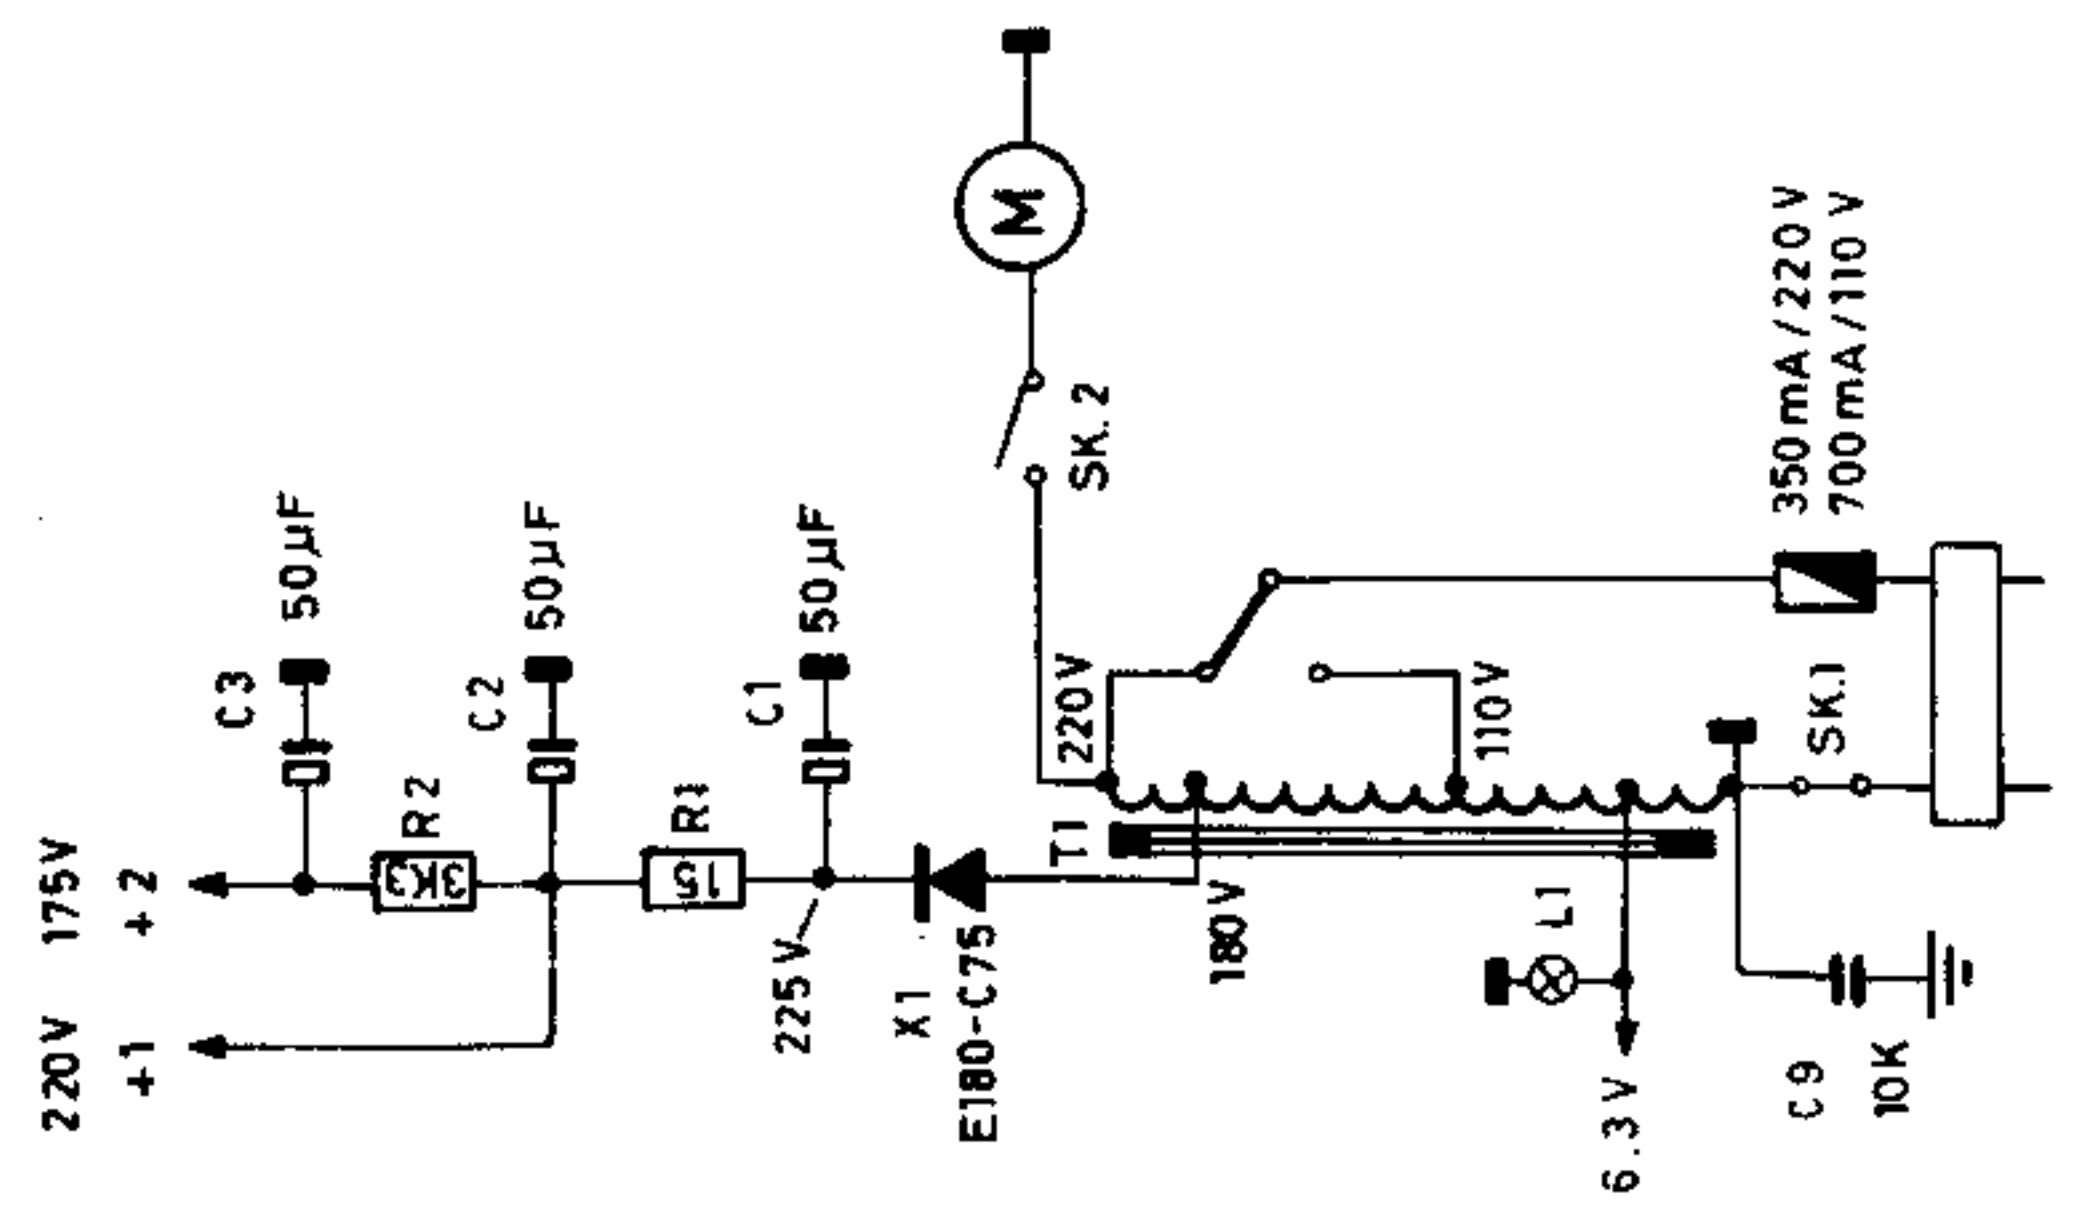 M
SK.2
350mA/220V
700mA/110V
C3
50µF
C2
50µF
C1
50µF
220V
110V
SK.1
R2
3K3
R1
15
T1
175V
+2
220V
+1
225V
X1
E180-C75
180V
L1
6.3V
C9
10K